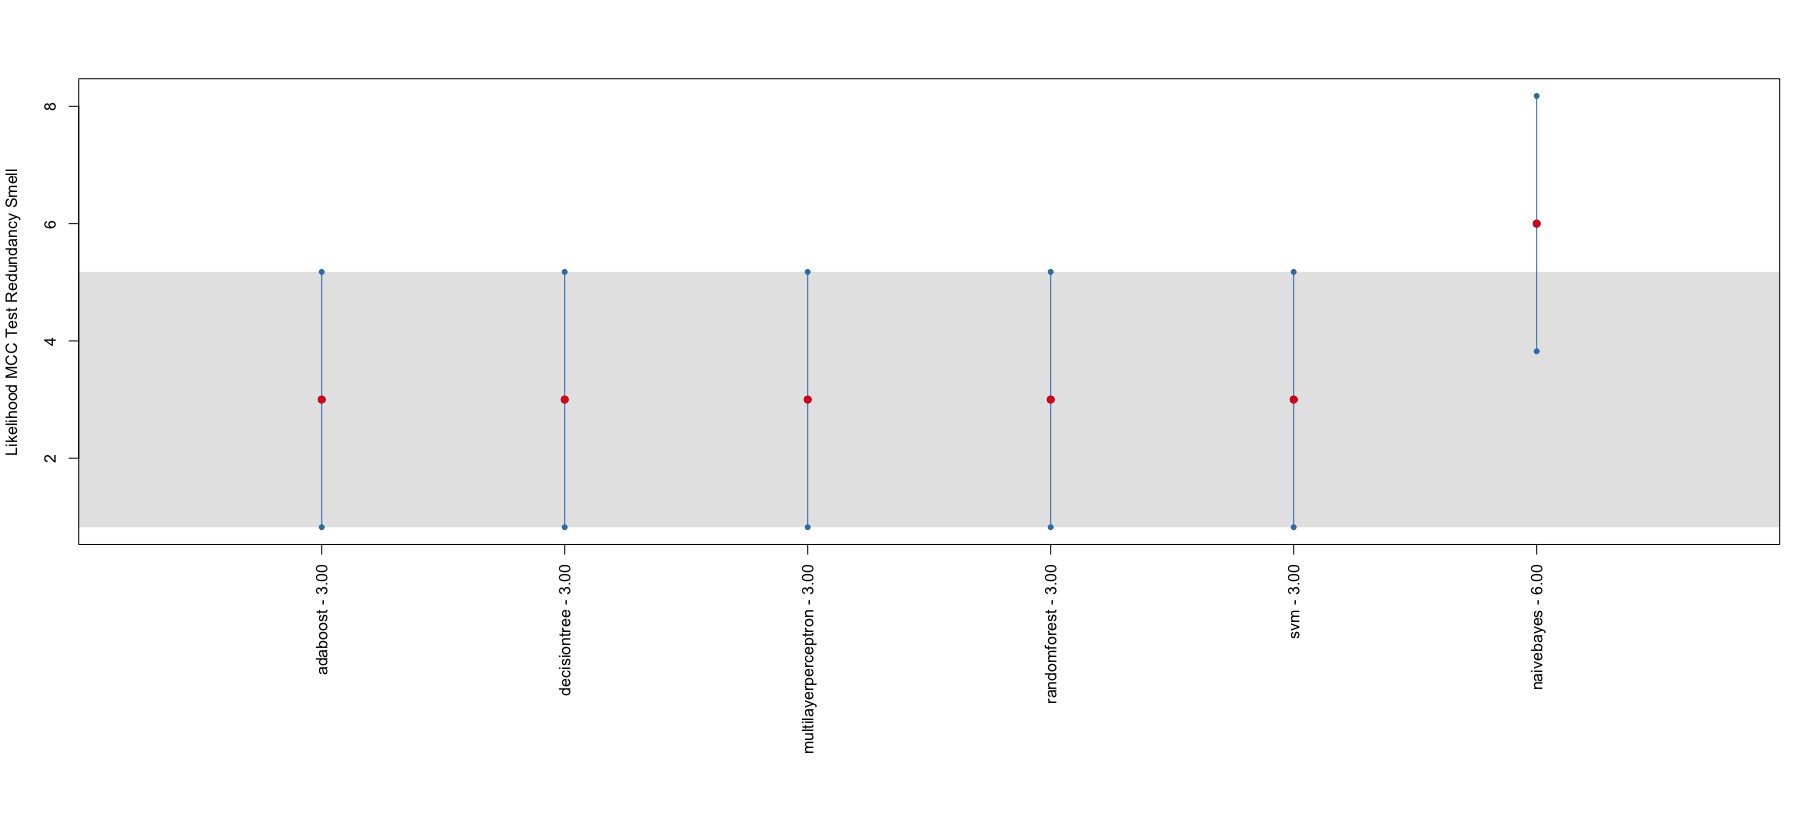 Likelihood MCC Test Redundancy Smell
8
6
4
2
adaboost - 3.00
decisiontree - 3.00
multilayerperceptron - 3.00
randomforest - 3.00
svm - 3.00
naivebayes - 6.00